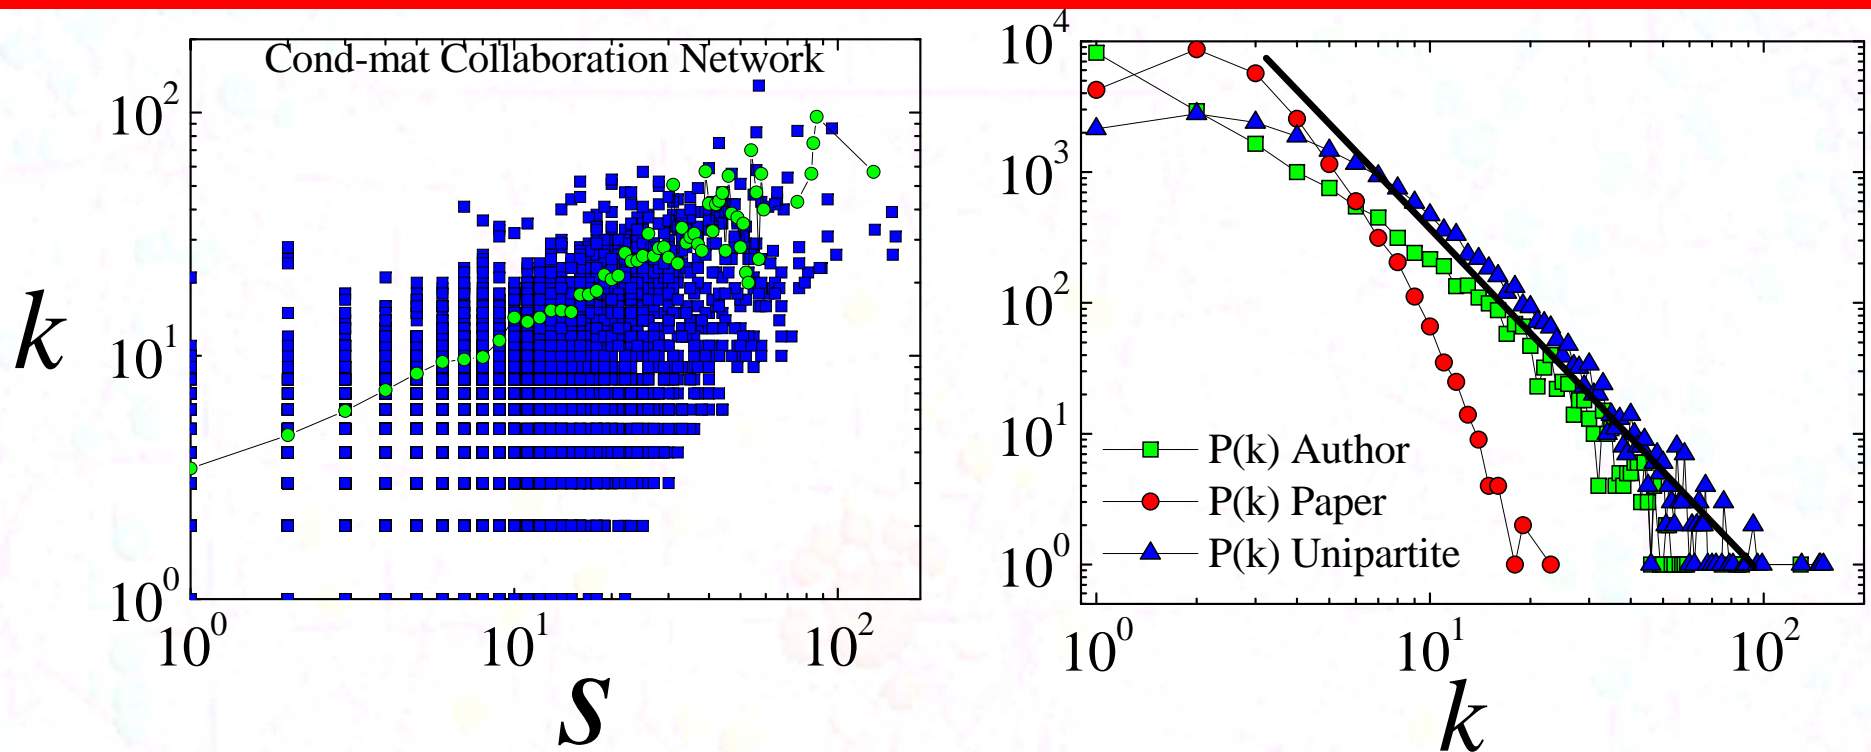 Cond-mat Collaboration Network
k
10^2
10^1
10^0
10^0 10^1 10^2
s
10^4
10^3
10^2
10^1
10^0
P(k) Author
P(k) Paper
P(k) Unipartite
10^0 10^1 10^2
k